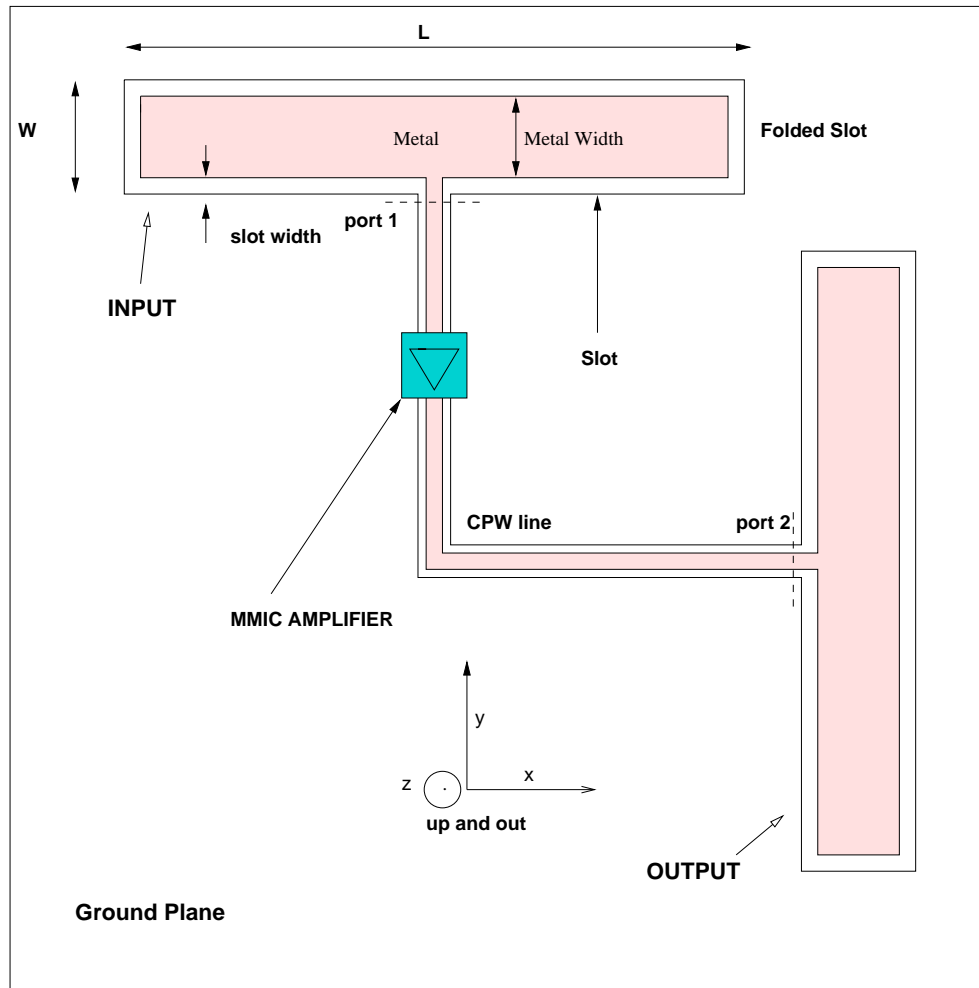 L
W
Metal
Metal Width
Folded Slot
port 1
slot width
INPUT
Slot
CPW line
port 2
MMIC AMPLIFIER
y
z
x
up and out
OUTPUT
Ground Plane